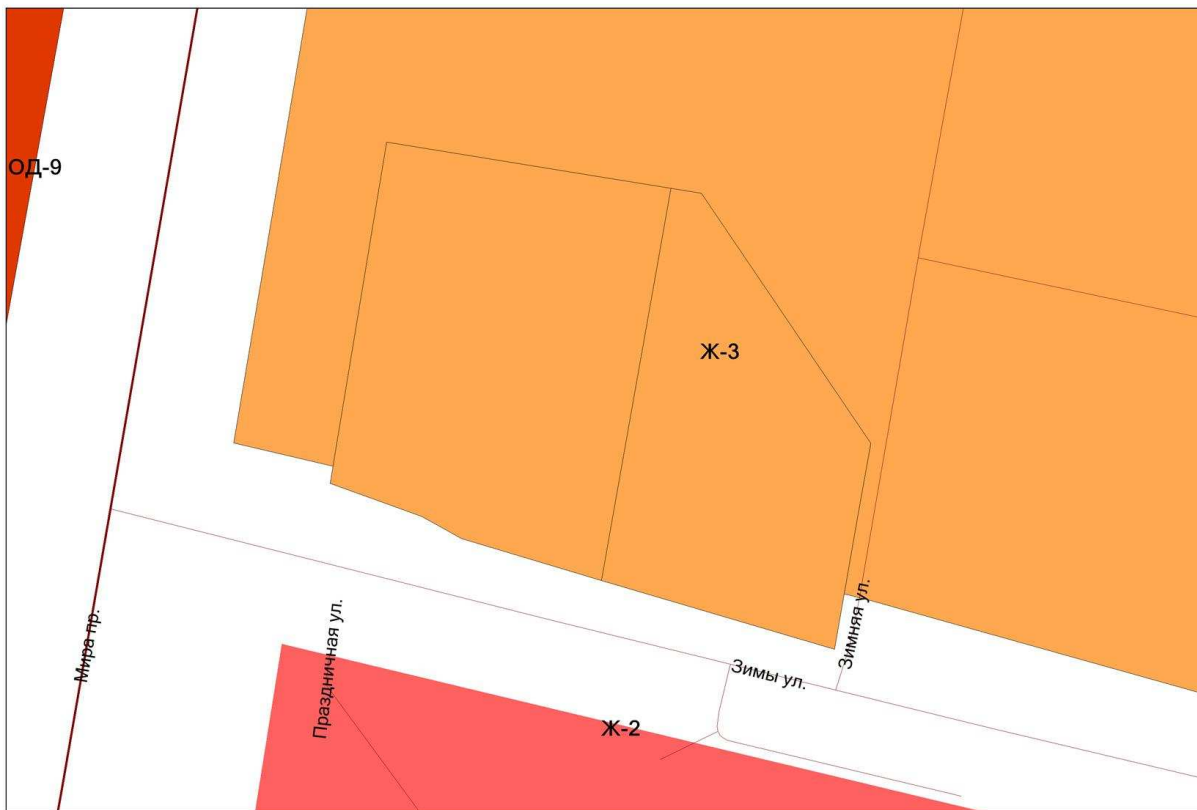 ОД-9
Ж-3
Мира пр.
Праздничная ул.
Зимы ул.
Зимняя ул.
Ж-2